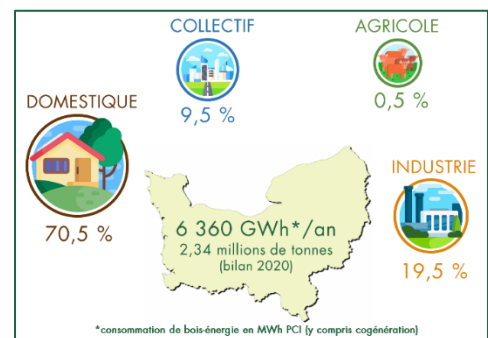 COLLECTIF
9,5 %
AGRICOLE
0,5 %
DOMESTIQUE
70,5 %
INDUSTRIE
19,5 %
6 360 GWh*/an
2,34 millions de tonnes
(bilan 2020)
*consommation de bois-énergie en MWh PCI (y compris cogénération)